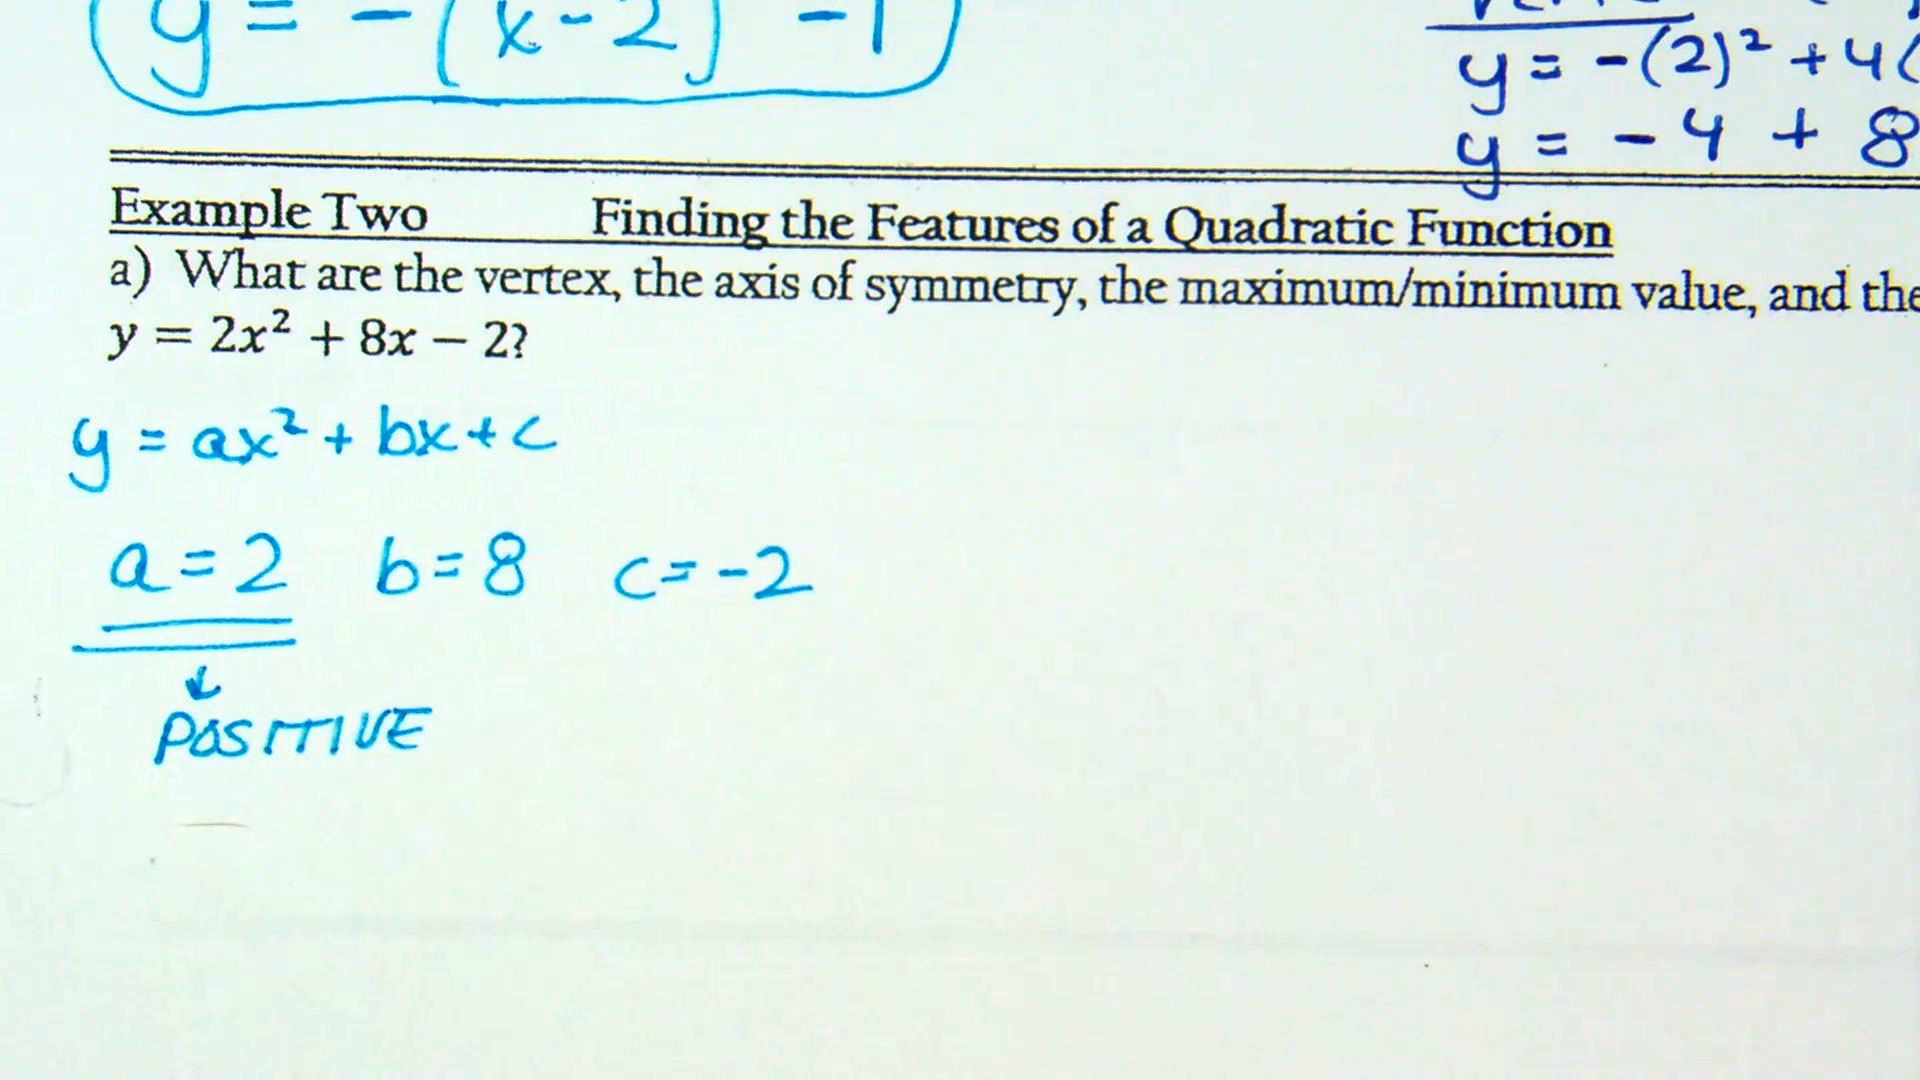 y = -(x-2) -1
y = -(2)² + 4(
y = -4 + 8
Example Two Finding the Features of a Quadratic Function
a) What are the vertex, the axis of symmetry, the maximum/minimum value, and the
y = 2x² + 8x − 2?
y = ax² + bx + c
a = 2 b = 8 c = -2
POSITIVE